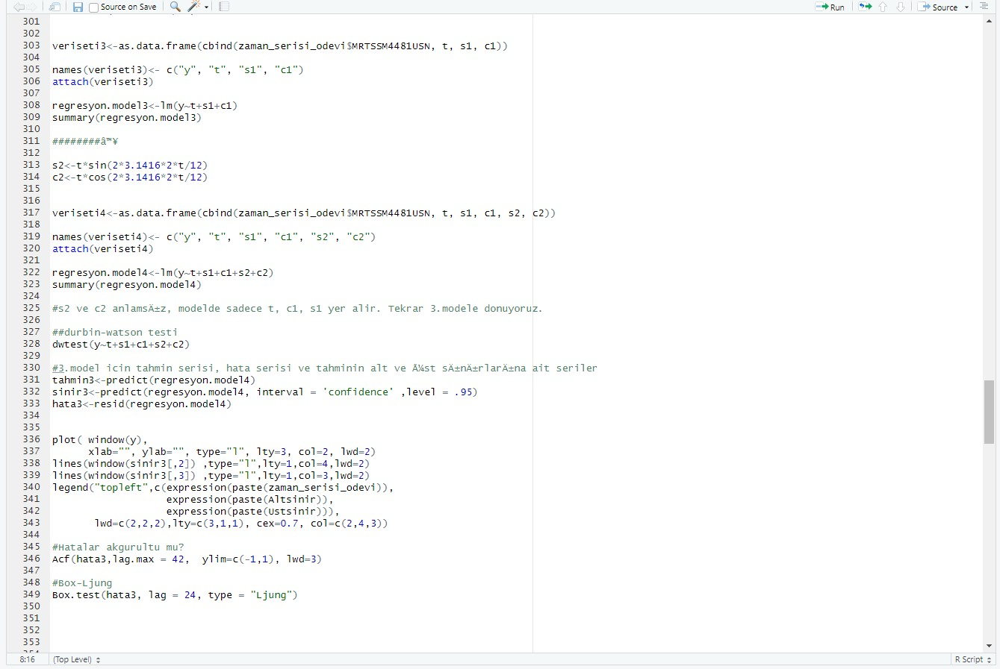 Source on Save
Run
Source
301
302
303 veriseti3<-as.data.frame(cbind(zaman_serisi_odevi$MRTSSM4481USN, t, s1, c1))
304
305 names(veriseti3)<- c("y", "t", "s1", "c1")
306 attach(veriseti3)
307
308 regresyon.model3<-lm(y~t+s1+c1)
309 summary(regresyon.model3)
310
311 ########â™¥
312
313 s2<-t*sin(2*3.1416*2*t/12)
314 c2<-t*cos(2*3.1416*2*t/12)
315
316
317 veriseti4<-as.data.frame(cbind(zaman_serisi_odevi$MRTSSM4481USN, t, s1, c1, s2, c2))
318
319 names(veriseti4)<- c("y", "t", "s1", "c1", "s2", "c2")
320 attach(veriseti4)
321
322 regresyon.model4<-lm(y~t+s1+c1+s2+c2)
323 summary(regresyon.model4)
324
325 #s2 ve c2 anlamsÄ±z, modelde sadece t, c1, s1 yer alir. Tekrar 3.modele donuyoruz.
326
327 ##durbin-watson testi
328 dwtest(y~t+s1+c1+s2+c2)
329
330 #3.model icin tahmin serisi, hata serisi ve tahminin alt ve Ã¼st sÄ±nÄ±rlarÄ±na ait seriler
331 tahmin3<-predict(regresyon.model4)
332 sinir3<-predict(regresyon.model4, interval = 'confidence' ,level = .95)
333 hata3<-resid(regresyon.model4)
334
335
336 plot( window(y),
337 xlab="", ylab="", type="l", lty=3, col=2, lwd=2)
338 lines(window(sinir3[,2]) ,type="l",lty=1,col=4,lwd=2)
339 lines(window(sinir3[,3]) ,type="l",lty=1,col=3,lwd=2)
340 legend("topleft",c(expression(paste(zaman_serisi_odevi)),
341 expression(paste(Altsinir)),
342 expression(paste(Ustsinir))),
343 lwd=c(2,2,2),lty=c(3,1,1), cex=0.7, col=c(2,4,3))
344
345 #Hatalar akgurultu mu?
346 Acf(hata3,lag.max = 42,  ylim=c(-1,1), lwd=3)
347
348 #Box-Ljung
349 Box.test(hata3, lag = 24, type = "Ljung")
350
351
352
353
8:16 (Top Level) R Script